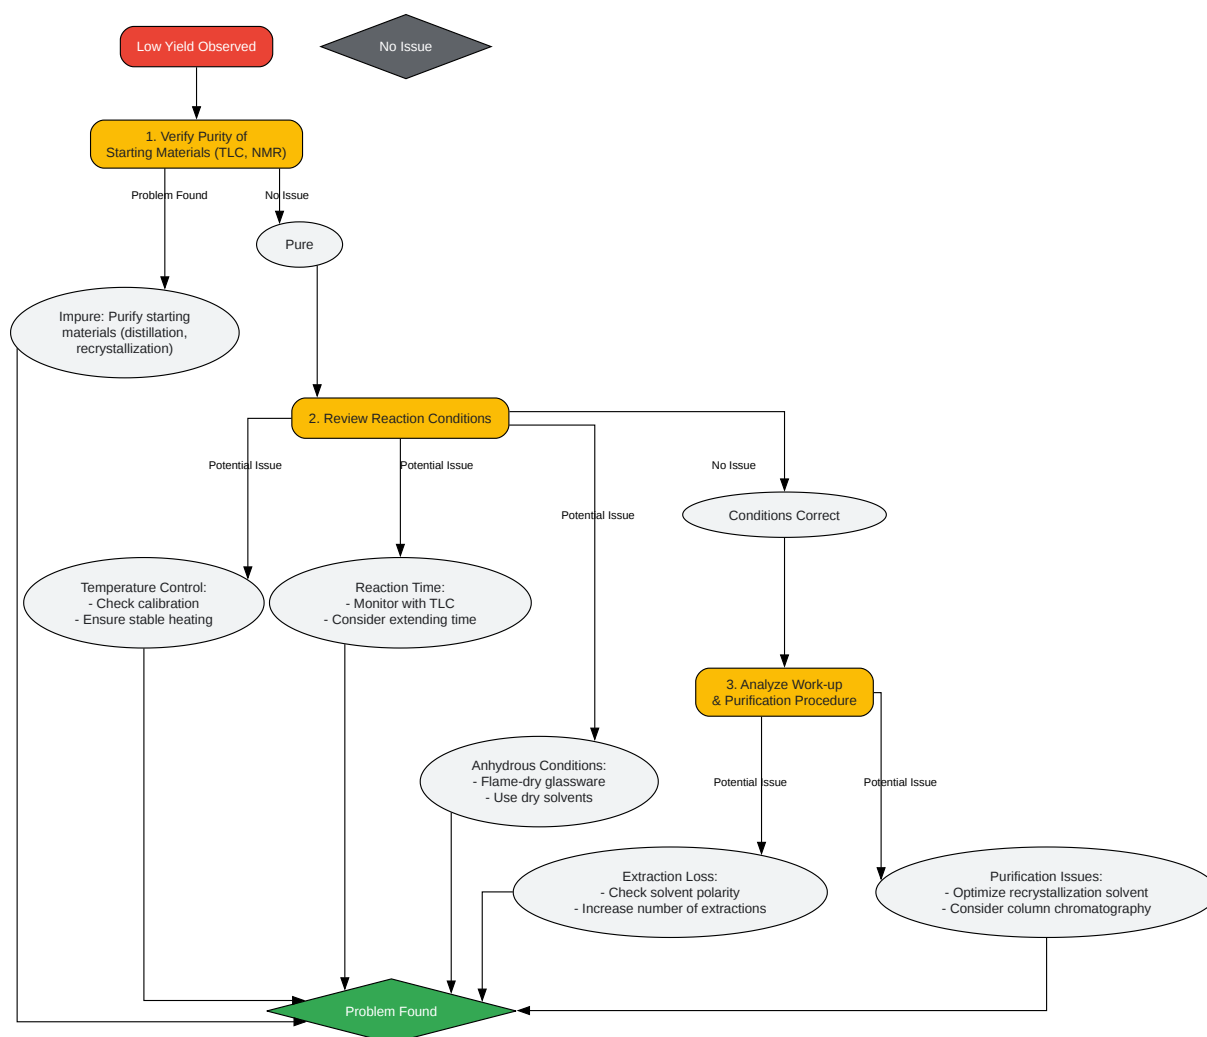 Low Yield Observed
No Issue
1. Verify Purity of
Starting Materials (TLC, NMR)
Problem Found
No Issue
Pure
Impure: Purify starting
materials (distillation,
recrystallization)
2. Review Reaction Conditions
Potential Issue
Potential Issue
No Issue
Potential Issue
Conditions Correct
Temperature Control:
- Check calibration
- Ensure stable heating
Reaction Time:
- Monitor with TLC
- Consider extending time
3. Analyze Work-up
& Purification Procedure
Anhydrous Conditions:
- Flame-dry glassware
- Use dry solvents
Potential Issue
Potential Issue
Extraction Loss:
- Check solvent polarity
- Increase number of extractions
Purification Issues:
- Optimize recrystallization solvent
- Consider column chromatography
Problem Found